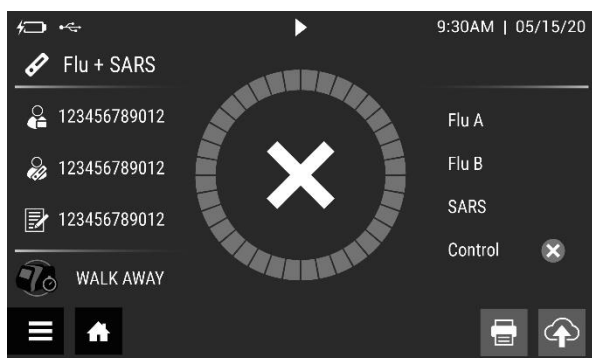 9:30AM | 05/15/20
Flu + SARS
123456789012
123456789012
123456789012
WALK AWAY
Flu A
Flu B
SARS
Control